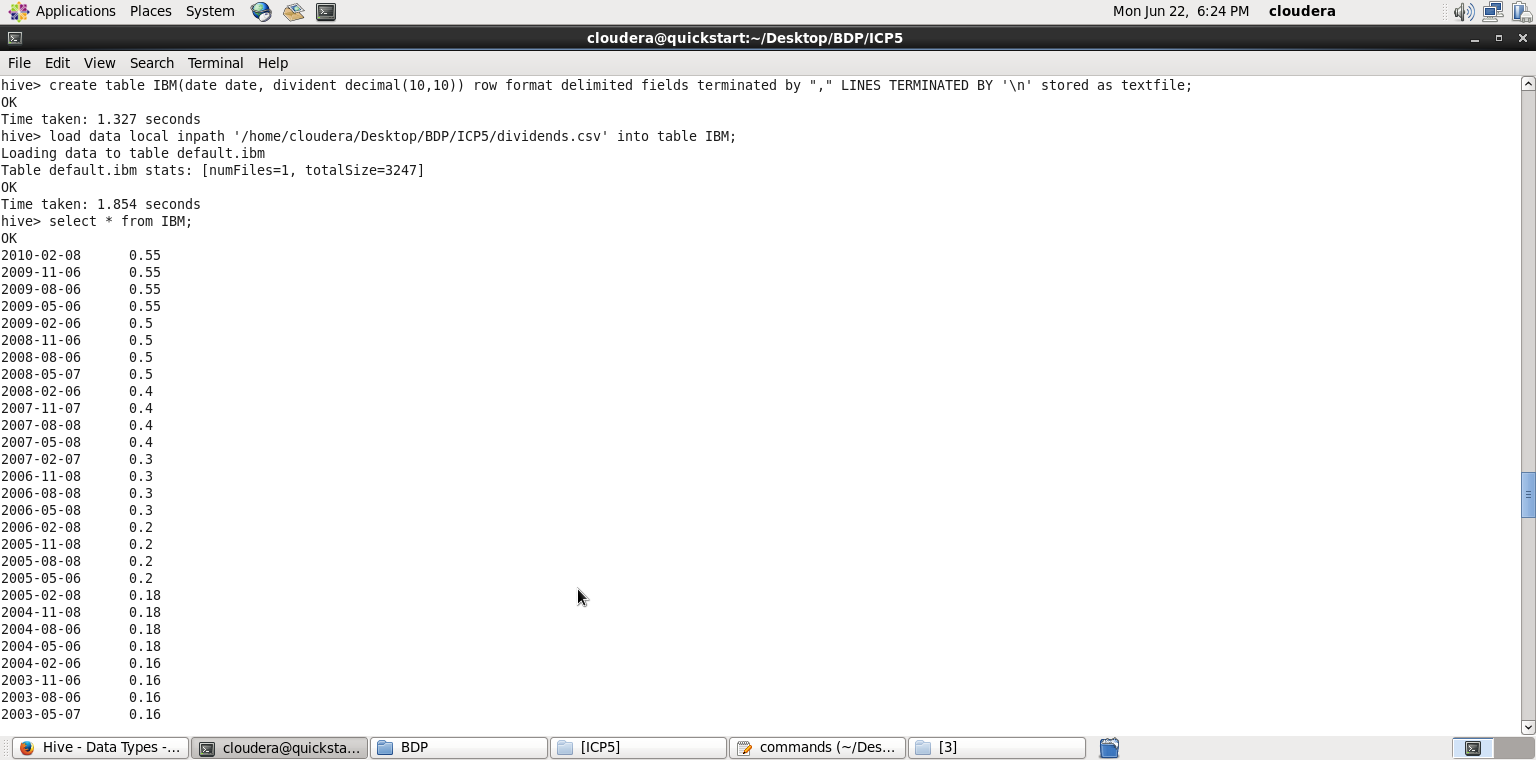 Applications Places System Mon Jun 22, 6:24 PM cloudera
cloudera@quickstart:~/Desktop/BDP/ICP5
File Edit View Search Terminal Help
hive> create table IBM(date date, divident decimal(10,10)) row format delimited fields terminated by "," LINES TERMINATED BY '\n' stored as textfile;
OK
Time taken: 1.327 seconds
hive> load data local inpath '/home/cloudera/Desktop/BDP/ICP5/dividends.csv' into table IBM;
Loading data to table default.ibm
Table default.ibm stats: [numFiles=1, totalSize=3247]
OK
Time taken: 1.854 seconds
hive> select * from IBM;
OK
2010-02-08 0.55
2009-11-06 0.55
2009-08-06 0.55
2009-05-06 0.55
2009-02-06 0.5
2008-11-06 0.5
2008-08-06 0.5
2008-05-07 0.5
2008-02-06 0.4
2007-11-07 0.4
2007-08-08 0.4
2007-05-08 0.4
2007-02-07 0.3
2006-11-08 0.3
2006-08-08 0.3
2006-05-08 0.3
2006-02-08 0.2
2005-11-08 0.2
2005-08-08 0.2
2005-05-06 0.2
2005-02-08 0.18
2004-11-08 0.18
2004-08-06 0.18
2004-05-06 0.18
2004-02-06 0.16
2003-11-06 0.16
2003-08-06 0.16
2003-05-07 0.16
Hive - Data Types -... cloudera@quicksta... BDP [ICP5] commands (~/Des... [3]